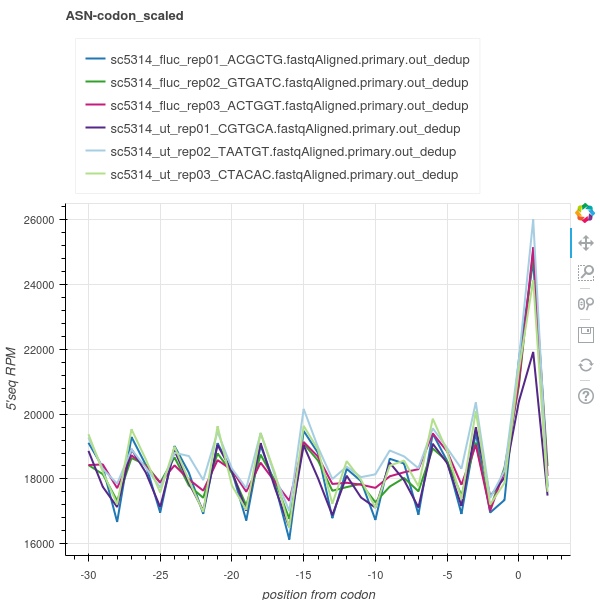 ASN-codon_scaled
sc5314_fluc_rep01_ACGCTG.fastqAligned.primary.out_dedup
sc5314_fluc_rep02_GTGATC.fastqAligned.primary.out_dedup
sc5314_fluc_rep03_ACTGGT.fastqAligned.primary.out_dedup
sc5314_ut_rep01_CGTGCA.fastqAligned.primary.out_dedup
sc5314_ut_rep02_TAATGT.fastqAligned.primary.out_dedup
sc5314_ut_rep03_CTACAC.fastqAligned.primary.out_dedup
26000
24000
22000
20000
18000
16000
5'seq RPM
-30 -25 -20 -15 -10 -5 0
position from codon